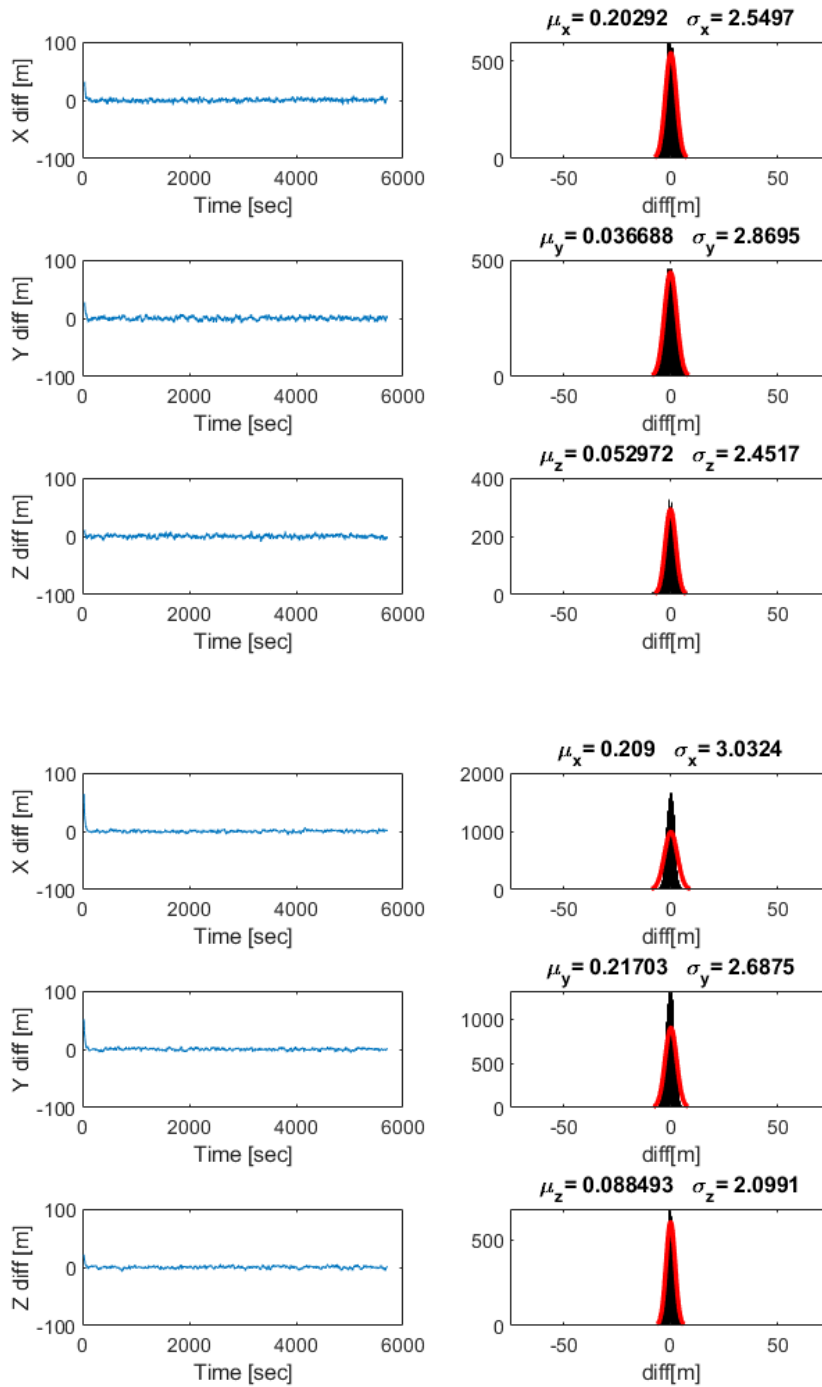 μx = 0.20292 σx = 2.5497
100
0
-100
X diff [m]
0 2000 4000 6000
Time [sec]
500
0
-50 0 50
diff[m]
μy = 0.036688 σy = 2.8695
100
0
-100
Y diff [m]
0 2000 4000 6000
Time [sec]
500
0
-50 0 50
diff[m]
μz = 0.052972 σz = 2.4517
100
0
-100
Z diff [m]
0 2000 4000 6000
Time [sec]
400
200
0
-50 0 50
diff[m]
μx = 0.209 σx = 3.0324
100
0
-100
X diff [m]
0 2000 4000 6000
Time [sec]
2000
1000
0
-50 0 50
diff[m]
μy = 0.21703 σy = 2.6875
100
0
-100
Y diff [m]
0 2000 4000 6000
Time [sec]
1000
500
0
-50 0 50
diff[m]
μz = 0.088493 σz = 2.0991
100
0
-100
Z diff [m]
0 2000 4000 6000
Time [sec]
500
0
-50 0 50
diff[m]